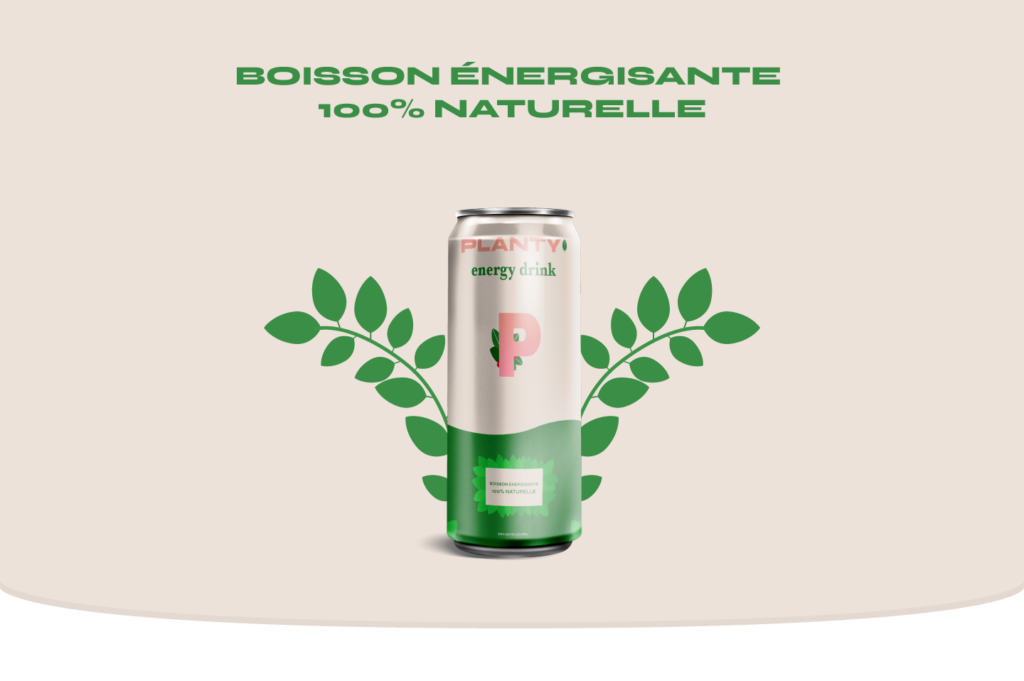 BOISSON ÉNERGISANTE
100% NATURELLE
PLANTY
energy drink
P
BOISSON ÉNERGISANTE
100% NATURELLE